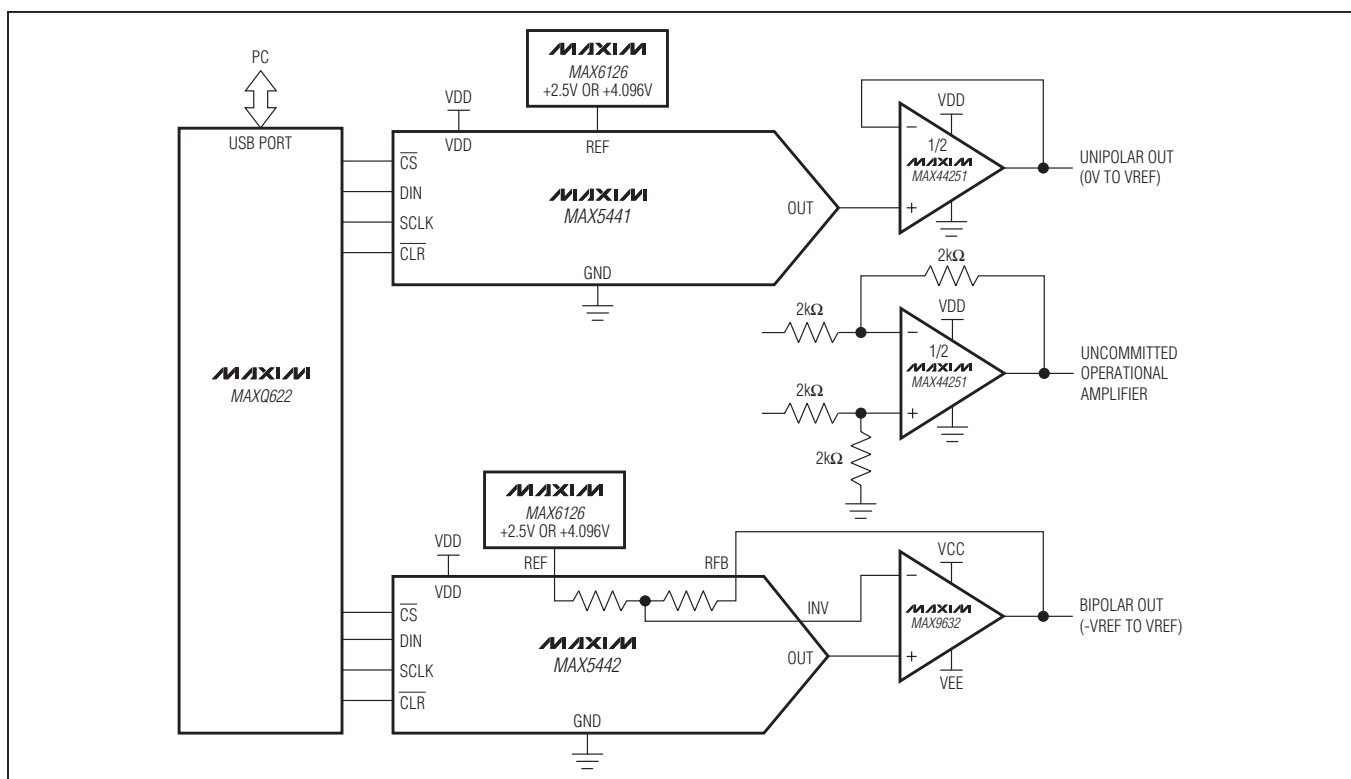 PC
USB PORT
MAXIM
MAXQ622
MAXIM
MAX6126
+2.5V OR +4.096V
VDD
VDD
REF
CS
DIN
SCLK
CLR
MAXIM
MAX5441
OUT
GND
VDD
1/2
MAXIM
MAX44251
UNIPOLAR OUT
(0V TO VREF)
2kΩ
2kΩ
VDD
1/2
MAXIM
MAX44251
2kΩ
2kΩ
UNCOMMITTED
OPERATIONAL
AMPLIFIER
MAXIM
MAX6126
+2.5V OR +4.096V
VDD
VDD
REF
RFB
CS
DIN
SCLK
CLR
MAXIM
MAX5442
INV
OUT
GND
VCC
MAXIM
MAX9632
VEE
BIPOLAR OUT
(-VREF TO VREF)